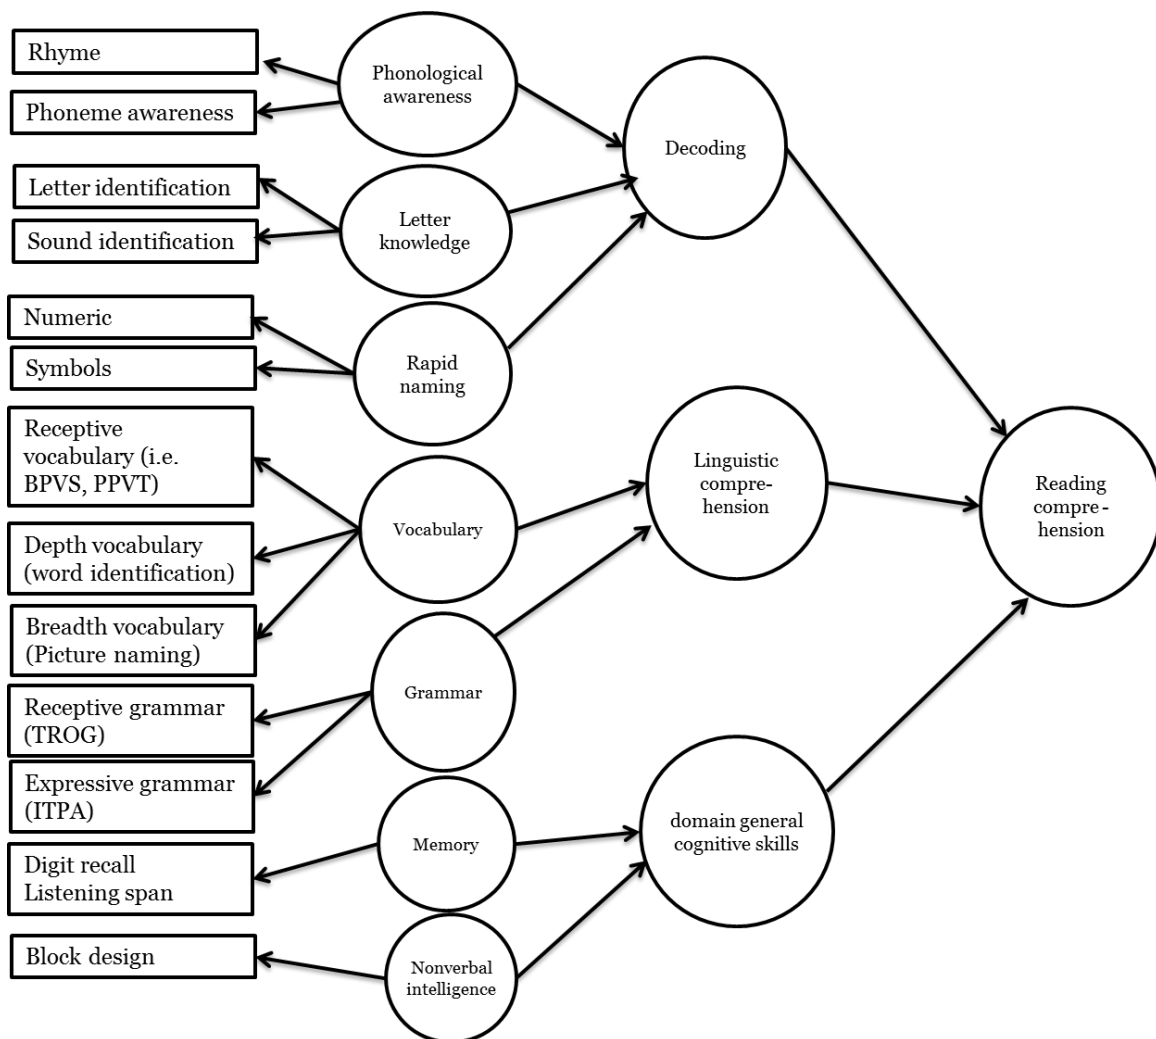 Rhyme
Phoneme awareness
Letter identification
Sound identification
Numeric
Symbols
Receptive
vocabulary (i.e.
BPVS, PPVT)
Depth vocabulary
(word identification)
Breadth vocabulary
(Picture naming)
Receptive grammar
(TROG)
Expressive grammar
(ITPA)
Digit recall
Listening span
Block design
Phonological
awareness
Letter
knowledge
Rapid
naming
Vocabulary
Grammar
Memory
Nonverbal
intelligence
Decoding
Linguistic
compre-
hension
domain general
cognitive skills
Reading
compre-
hension